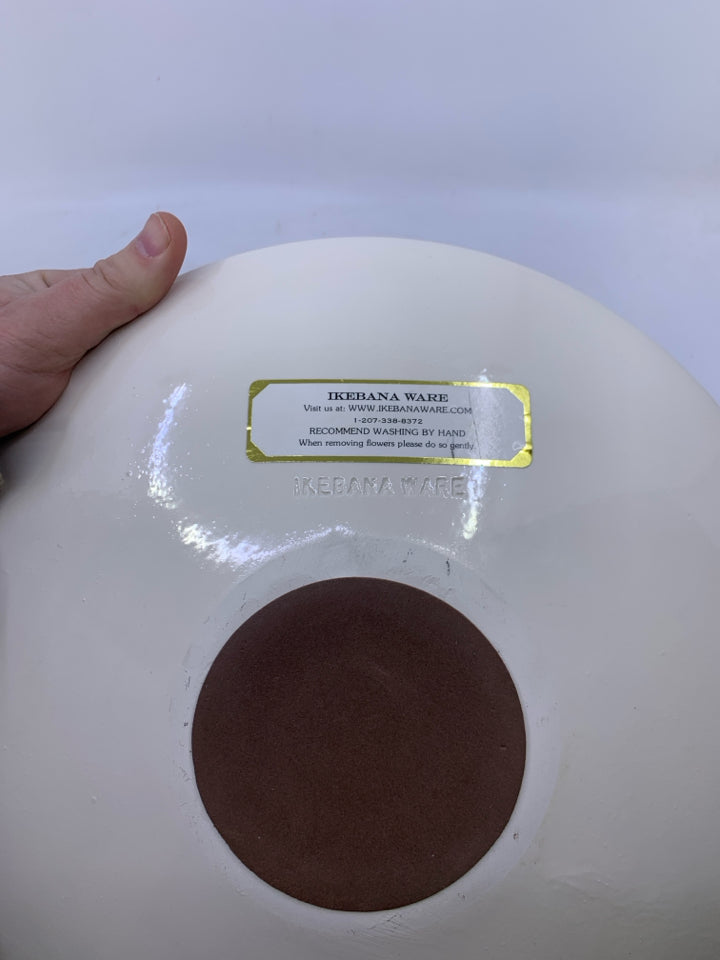 IKEBANA WARE
Visit us at: WWW.IKEBANAWARE.COM
1-207-338-8372
RECOMMEND WASHING BY HAND
When removing flowers please do so gently.
IKEBANA WARE